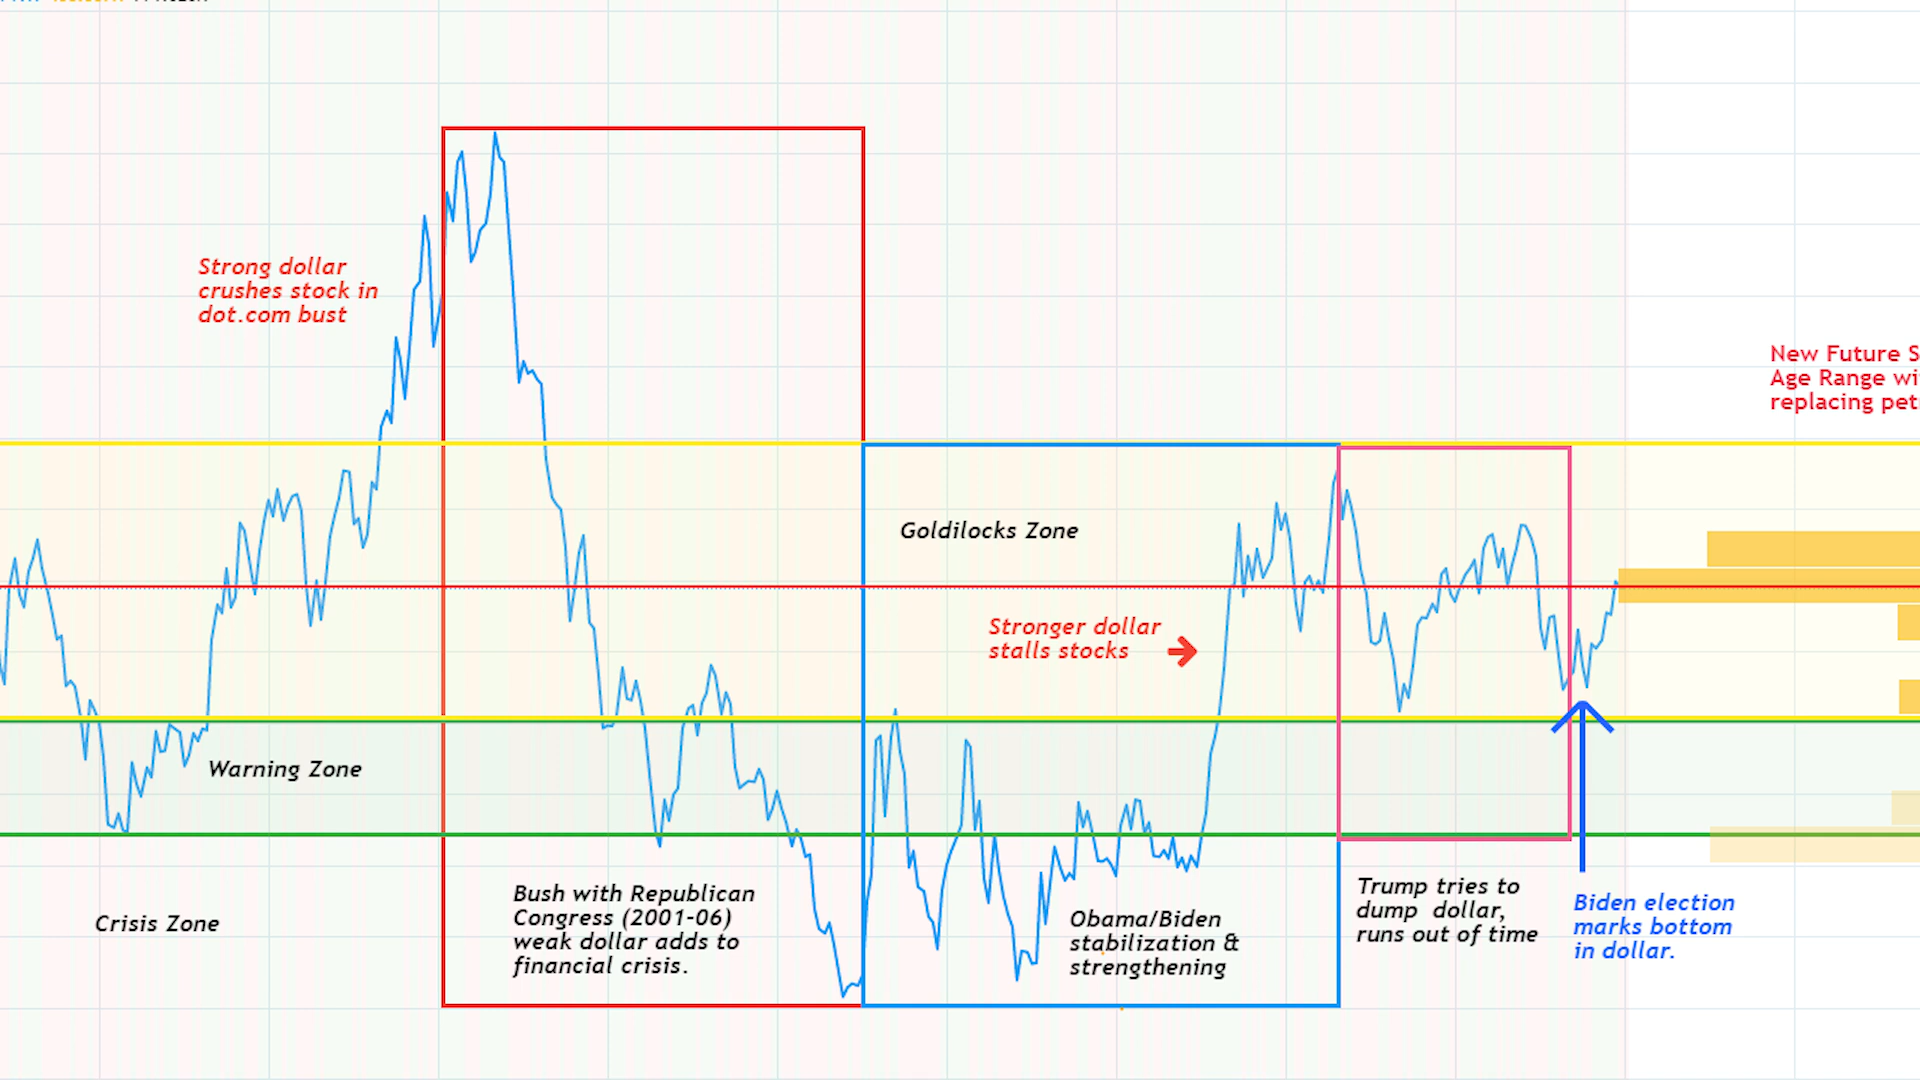 Strong dollar
crushes stock in
dot.com bust
New Future S
Age Range wi
replacing pet
Goldilocks Zone
Stronger dollar
stalls stocks
Warning Zone
Crisis Zone
Bush with Republican
Congress (2001-06)
weak dollar adds to
financial crisis.
Obama/Biden
stabilization &
strengthening
Trump tries to
dump dollar,
runs out of time
Biden election
marks bottom
in dollar.